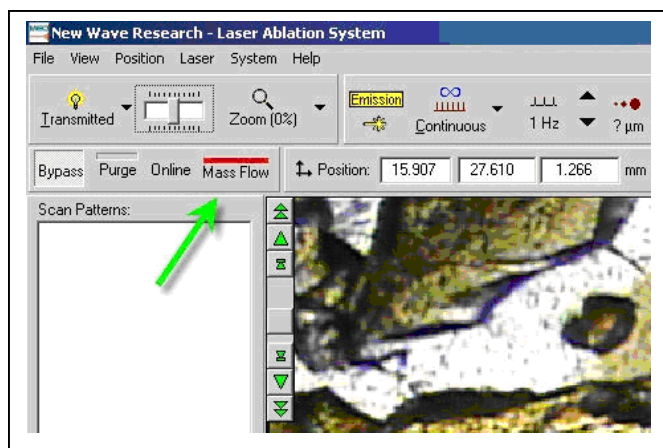 New Wave Research - Laser Ablation System
File View Position Laser System Help
Transmitted Zoom (0%) Emission Continuous 1 Hz ? µm
Bypass Purge Online Mass Flow Position: 15.907 27.610 1.266 mm
Scan Patterns: